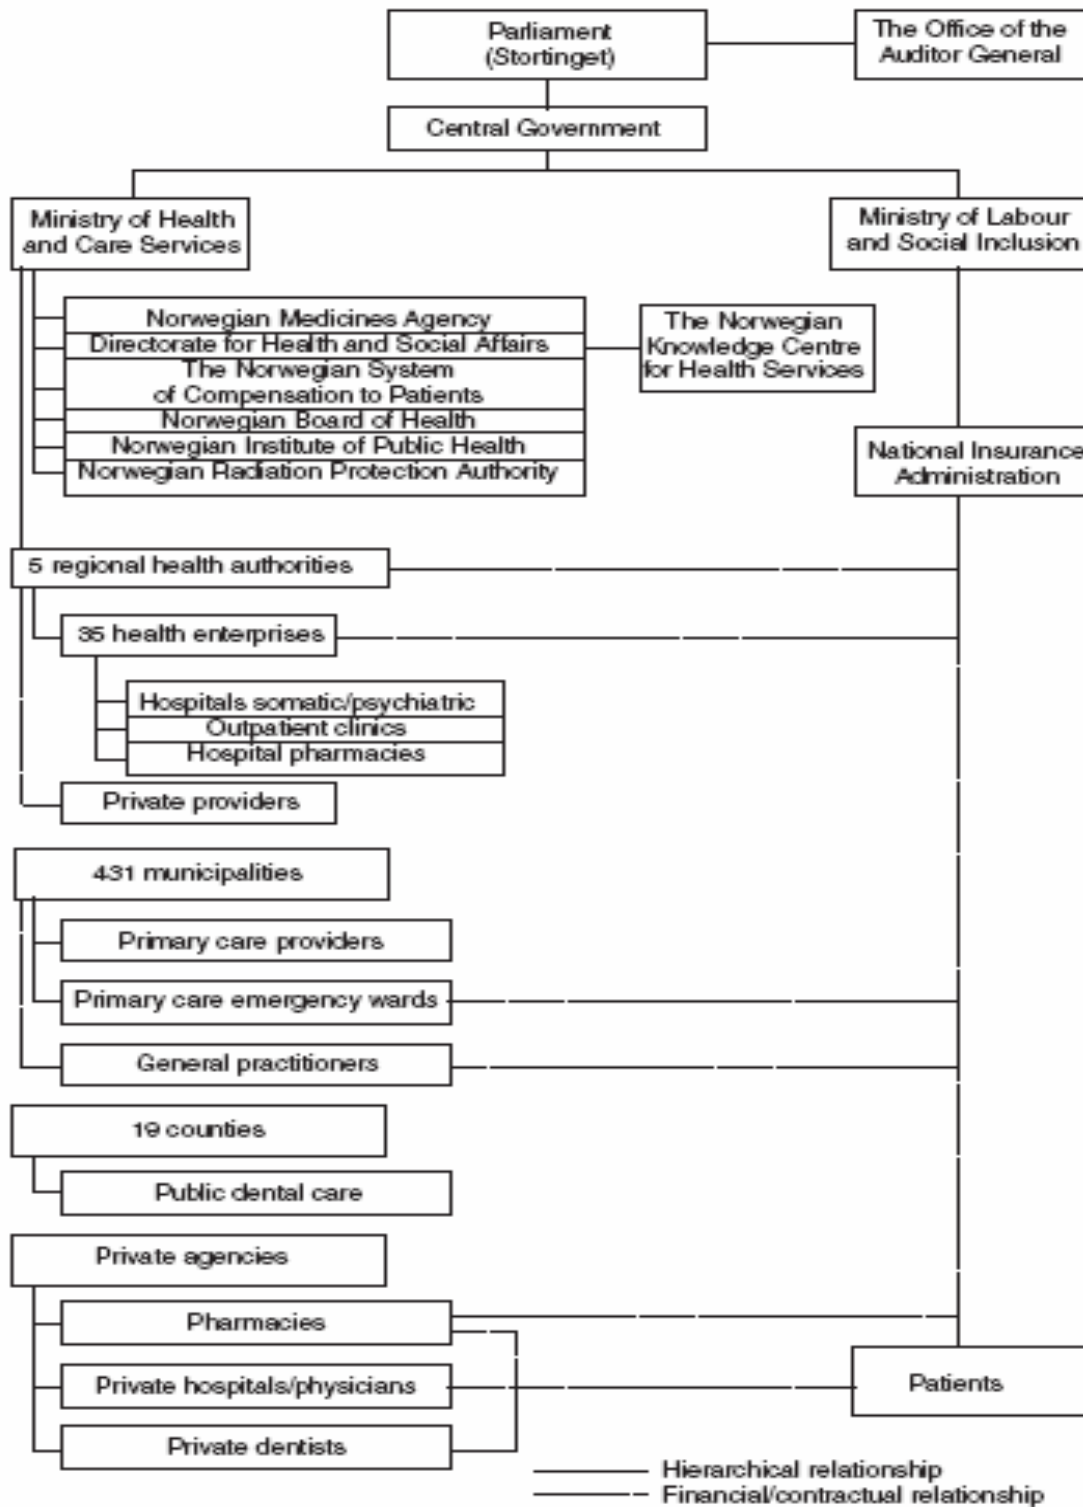 Parliament
(Stortinget)
The Office of the
Auditor General
Central Government
Ministry of Health
and Care Services
Ministry of Labour
and Social Inclusion
Norwegian Medicines Agency
Directorate for Health and Social Affairs
The Norwegian System
of Compensation to Patients
Norwegian Board of Health
Norwegian Institute of Public Health
Norwegian Radiation Protection Authority
The Norwegian
Knowledge Centre
for Health Services
National Insurance
Administration
5 regional health authorities
35 health enterprises
Hospitals somatic/psychiatric
Outpatient clinics
Hospital pharmacies
Private providers
431 municipalities
Primary care providers
Primary care emergency wards
General practitioners
19 counties
Public dental care
Private agencies
Pharmacies
Private hospitals/physicians
Private dentists
Patients
Hierarchical relationship
Financial/contractual relationship